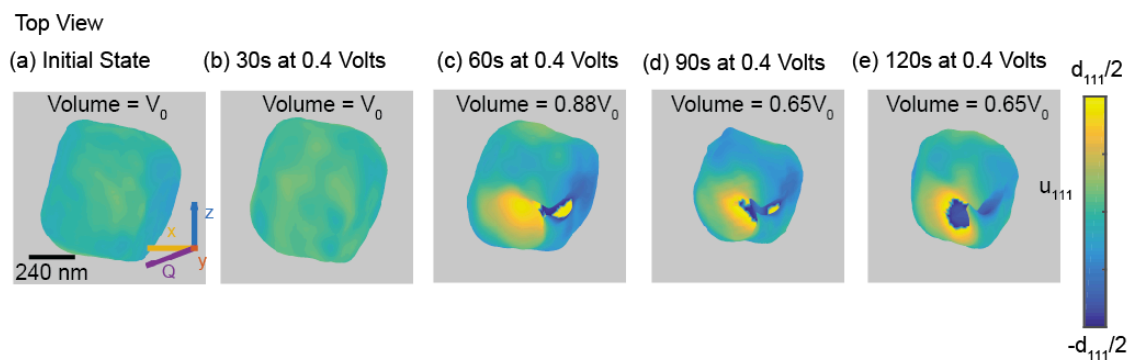 Top View
(a) Initial State
(b) 30s at 0.4 Volts
(c) 60s at 0.4 Volts
(d) 90s at 0.4 Volts
(e) 120s at 0.4 Volts
d₁₁₁/2
Volume = V₀
Volume = V₀
Volume = 0.88V₀
Volume = 0.65V₀
Volume = 0.65V₀
u₁₁₁
z
x
y
Q
240 nm
-d₁₁₁/2